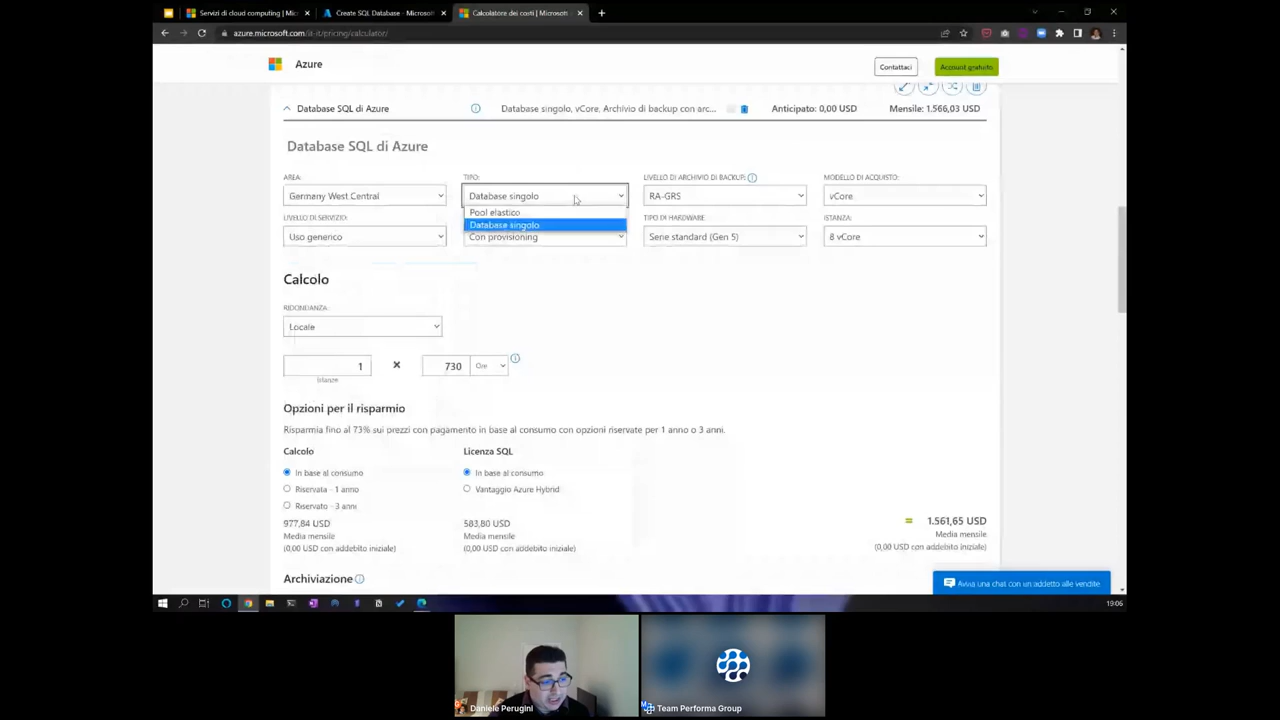 Servizi di cloud computing | Mic
Create SQL Database - Microsoft
Calcolatore dei costi | Microsoft
azure.microsoft.com/it-it/pricing/calculator/
Azure
Contattaci
Account gratuito
Database SQL di Azure
Database singolo, vCore, Archivio di backup con arc...
Anticipato: 0,00 USD
Mensile: 1.566,03 USD
Database SQL di Azure
AREA:
TIPO:
LIVELLO DI ARCHIVIO DI BACKUP:
MODELLO DI ACQUISTO:
Germany West Central
Database singolo
RA-GRS
vCore
Pool elastico
Database singolo
LIVELLO DI SERVIZIO:
TIPO DI HARDWARE:
ISTANZA:
Uso generico
Con provisioning
Serie standard (Gen 5)
8 vCore
Calcolo
RIDONDANZA:
Locale
1
×
730
Ore
Istanze
Opzioni per il risparmio
Risparmia fino al 73% sui prezzi con pagamento in base al consumo con opzioni riservate per 1 anno o 3 anni.
Calcolo
Licenza SQL
In base al consumo
In base al consumo
Riservata - 1 anno
Vantaggio Azure Hybrid
Riservato - 3 anni
977,84 USD
583,80 USD
= 1.561,65 USD
Media mensile
Media mensile
Media mensile
(0,00 USD con addebito iniziale)
(0,00 USD con addebito iniziale)
(0,00 USD con addebito iniziale)
Archiviazione
Avvia una chat con un addetto alle vendite
19:06
Daniele Perugini
Team Performa Group